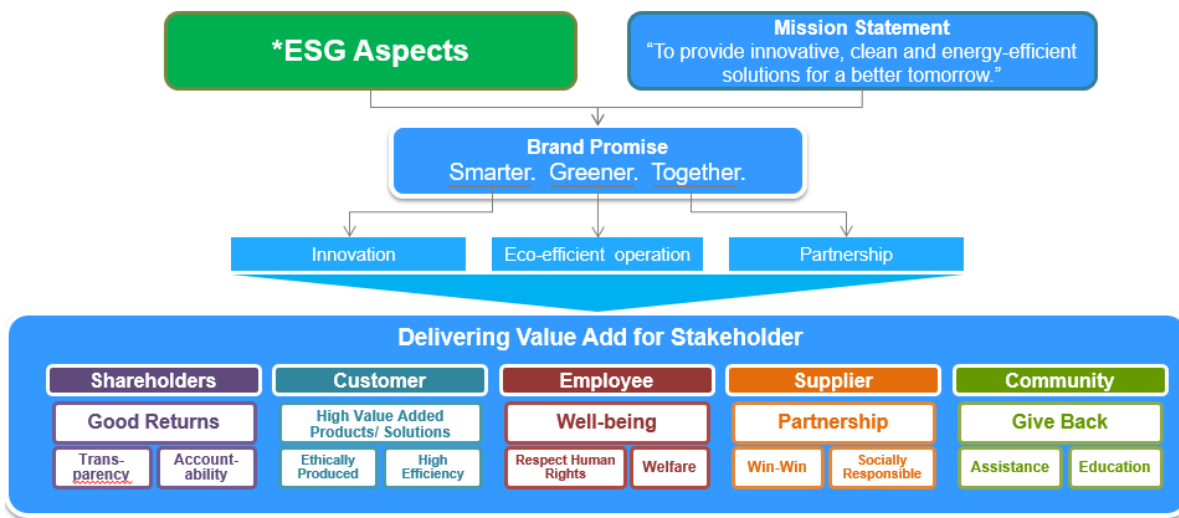 *ESG Aspects
Mission Statement
“To provide innovative, clean and energy-efficient
solutions for a better tomorrow.”
Brand Promise
Smarter. Greener. Together.
Innovation
Eco-efficient operation
Partnership
Delivering Value Add for Stakeholder
Shareholders
Good Returns
Trans-
parency
Account-
ability
Customer
High Value Added
Products/ Solutions
Ethically
Produced
High
Efficiency
Employee
Well-being
Respect Human
Rights
Welfare
Supplier
Partnership
Win-Win
Socially
Responsible
Community
Give Back
Assistance
Education